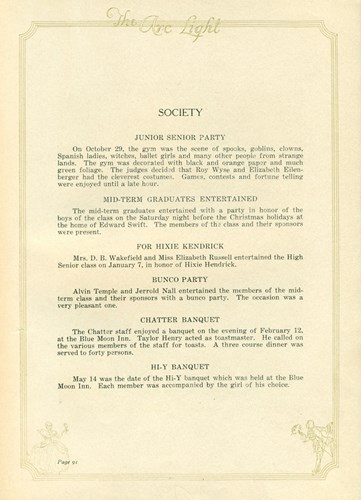 The Arc Light
SOCIETY
JUNIOR SENIOR PARTY
On October 29, the gym was the scene of spooks, goblins, clowns,
Spanish ladies, witches, ballet girls and many other people from strange
lands. The gym was decorated with black and orange paper and much
green foliage. The judges decided that Roy Wyse and Elizabeth Eilen-
berger had the cleverest costumes. Games, contests and fortune telling
were enjoyed until a late hour.
MID-TERM GRADUATES ENTERTAINED
The mid-term graduates entertained with a party in honor of the
boys of the class on the Saturday night before the Christmas holidays at
the home of Edward Swift. The members of the class and their sponsors
were present.
FOR HIXIE KENDRICK
Mrs. D. B. Wakefield and Miss Elizabeth Russell entertained the High
Senior class on January 7, in honor of Hixie Hendrick.
BUNCO PARTY
Alvin Temple and Jerrold Nall entertained the members of the mid-
term class and their sponsors with a bunco party. The occasion was a
very pleasant one.
CHATTER BANQUET
The Chatter staff enjoyed a banquet on the evening of February 12,
at the Blue Moon Inn. Taylor Henry acted as toastmaster. He called on
the various members of the staff for toasts. A three course dinner was
served to forty persons.
HI-Y BANQUET
May 14 was the date of the Hi-Y banquet which was held at the Blue
Moon Inn. Each member was accompanied by the girl of his choice.
Page 91